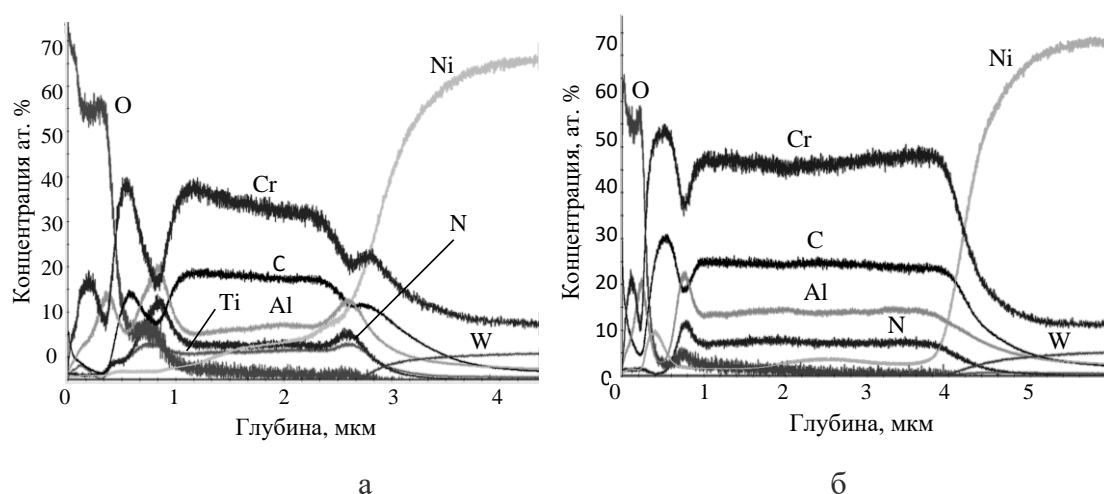 Концентрация ат. %
70
60
50
40
30
20
10
0
O
Ni
Cr
N
C
Al
Ti
W
0
1
2
3
4
Глубина, мкм
а
Концентрация, ат. %
70
60
50
40
30
20
10
0
O
Ni
Cr
C
Al
N
W
0
1
2
3
4
5
Глубина, мкм
б